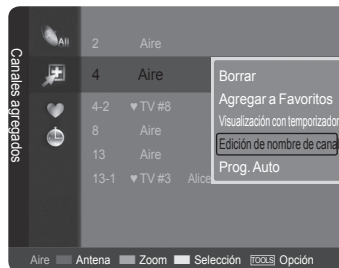 Canales agregados
All
2 Aire
4 Aire
4-2 ♥ TV #8
8 Aire
13 Aire
13-1 ♥ TV #3 Alice
Borrar
Agregar a Favoritos
Visualización con temporizador
Edición de nombre de canal
Prog. Auto
Aire Antena Zoom Selección TOOLS Opción